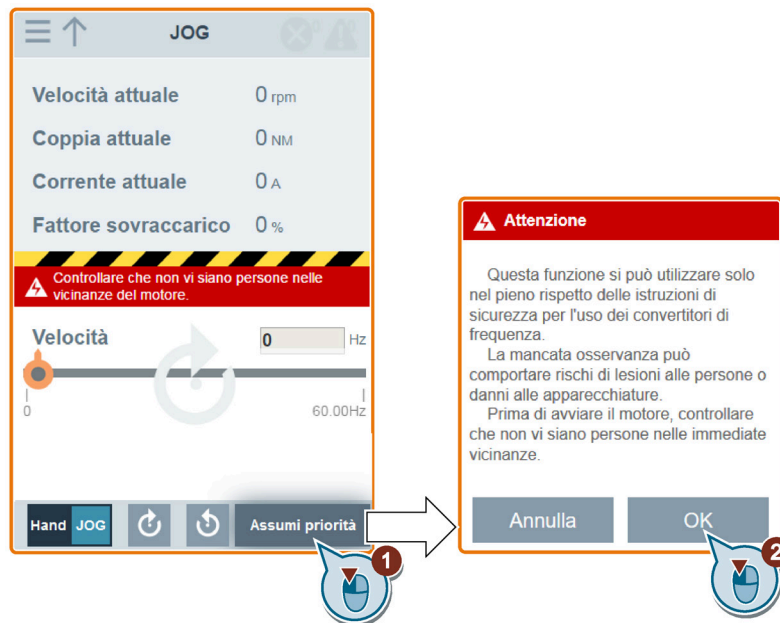 JOG
Velocità attuale 0 rpm
Coppia attuale 0 NM
Corrente attuale 0 A
Fattore sovraccarico 0 %
Controllare che non vi siano persone nelle
vicinanze del motore.
Velocità 0 Hz
0 60.00Hz
Hand JOG Assumi priorità
1
Attenzione
Questa funzione si può utilizzare solo
nel pieno rispetto delle istruzioni di
sicurezza per l'uso dei convertitori di
frequenza.
La mancata osservanza può
comportare rischi di lesioni alle persone o
danni alle apparecchiature.
Prima di avviare il motore, controllare
che non vi siano persone nelle immediate
vicinanze.
Annulla OK
2